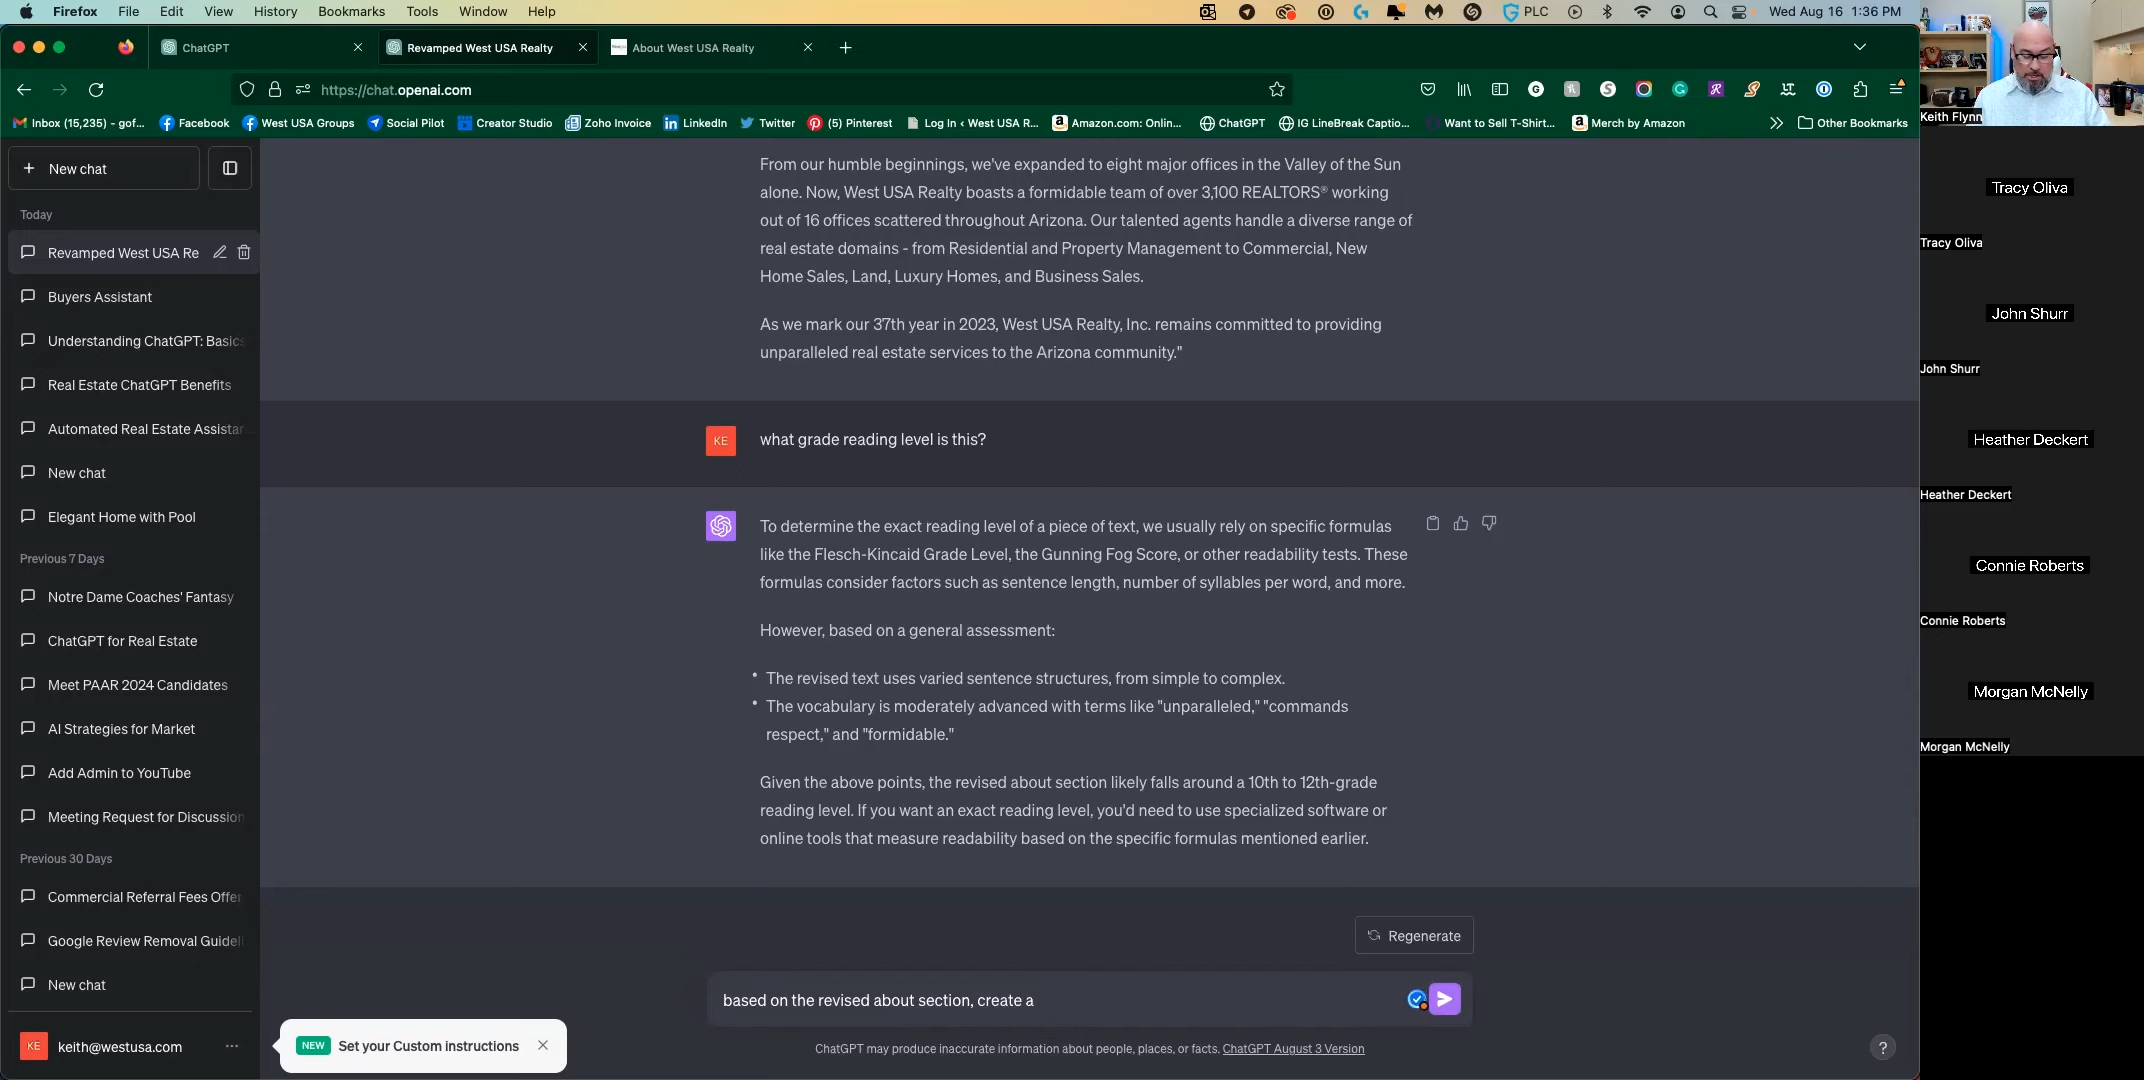 Firefox File Edit View History Bookmarks Tools Window Help
PLC
Wed Aug 16 1:36 PM
ChatGPT
Revamped West USA Realty
About West USA Realty
https://chat.openai.com
Inbox (15,235) - gof...
Facebook
West USA Groups
Social Pilot
Creator Studio
Zoho Invoice
LinkedIn
Twitter
(5) Pinterest
Log In ‹ West USA R...
Amazon.com: Onlin...
ChatGPT
IG LineBreak Captio...
Want to Sell T-Shirt...
Merch by Amazon
Other Bookmarks
New chat
Today
Revamped West USA Re
Buyers Assistant
Understanding ChatGPT: Basics
Real Estate ChatGPT Benefits
Automated Real Estate Assistan
New chat
Elegant Home with Pool
Previous 7 Days
Notre Dame Coaches' Fantasy
ChatGPT for Real Estate
Meet PAAR 2024 Candidates
AI Strategies for Market
Add Admin to YouTube
Meeting Request for Discussion
Previous 30 Days
Commercial Referral Fees Offer
Google Review Removal Guideli
New chat
KE
keith@westusa.com
...
NEW
Set your Custom instructions
From our humble beginnings, we've expanded to eight major offices in the Valley of the Sun
alone. Now, West USA Realty boasts a formidable team of over 3,100 REALTORS® working
out of 16 offices scattered throughout Arizona. Our talented agents handle a diverse range of
real estate domains - from Residential and Property Management to Commercial, New
Home Sales, Land, Luxury Homes, and Business Sales.
As we mark our 37th year in 2023, West USA Realty, Inc. remains committed to providing
unparalleled real estate services to the Arizona community."
KE
what grade reading level is this?
To determine the exact reading level of a piece of text, we usually rely on specific formulas
like the Flesch-Kincaid Grade Level, the Gunning Fog Score, or other readability tests. These
formulas consider factors such as sentence length, number of syllables per word, and more.
However, based on a general assessment:
• The revised text uses varied sentence structures, from simple to complex.
• The vocabulary is moderately advanced with terms like "unparalleled," "commands
respect," and "formidable."
Given the above points, the revised about section likely falls around a 10th to 12th-grade
reading level. If you want an exact reading level, you'd need to use specialized software or
online tools that measure readability based on the specific formulas mentioned earlier.
Regenerate
based on the revised about section, create a
ChatGPT may produce inaccurate information about people, places, or facts. ChatGPT August 3 Version
?
Keith Flynn
Tracy Oliva
Tracy Oliva
John Shurr
John Shurr
Heather Deckert
Heather Deckert
Connie Roberts
Connie Roberts
Morgan McNelly
Morgan McNelly